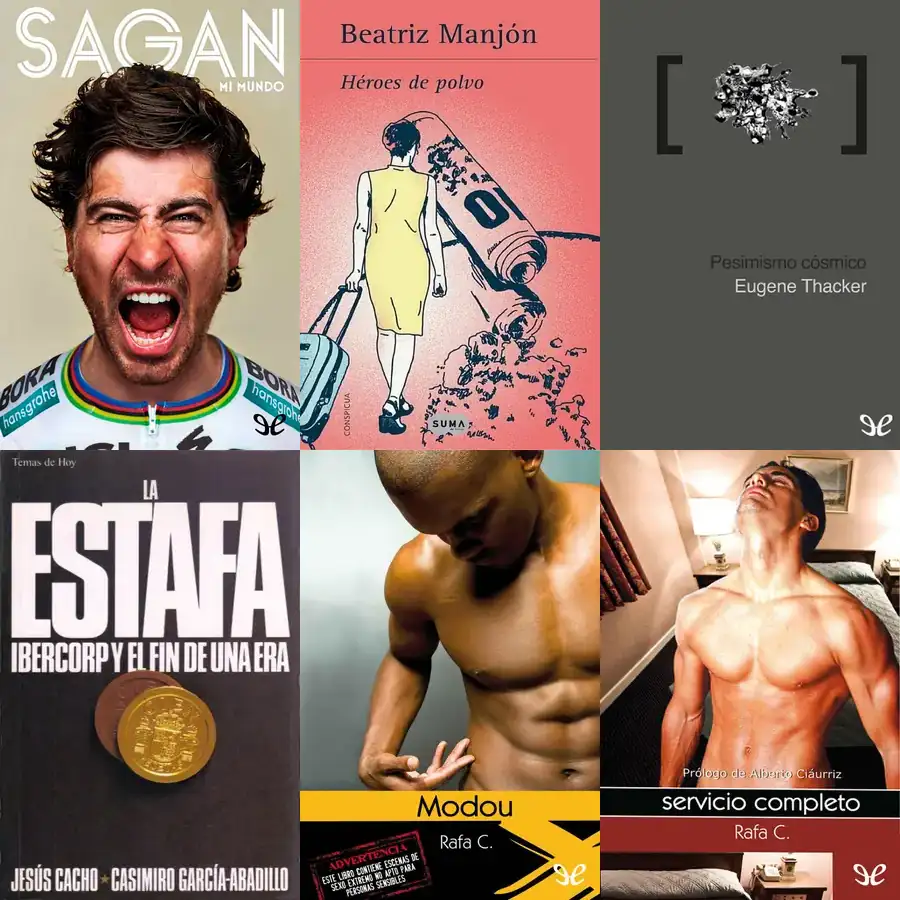 SAGAN
MI MUNDO
BORA
hansgrohe
BORA
hansgrohe
Beatriz Manjón
Héroes de polvo
CONSPICUA
SUMA
Pesimismo cósmico
Eugene Thacker
Temas de Hoy
LA
ESTAFA
IBERCORP Y EL FIN DE UNA ERA
JESÚS CACHO ★ CASIMIRO GARCÍA-ABADILLO
Modou
Rafa C.
ADVERTENCIA
ESTE LIBRO CONTIENE ESCENAS DE
SEXO EXTREMO NO APTO PARA
PERSONAS SENSIBLES
Prólogo de Alberto Ciáurriz
servicio completo
Rafa C.